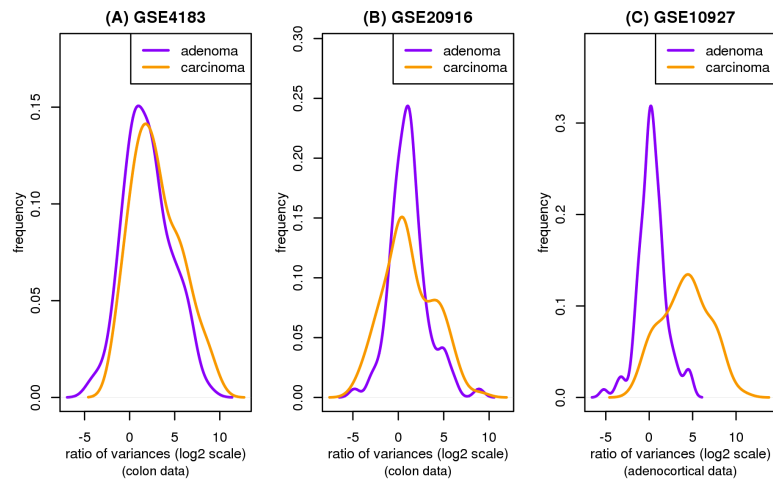 (A) GSE4183
adenoma
carcinoma
frequency
0.15
0.10
0.05
0.00
-5 0 5 10
ratio of variances (log2 scale)
(colon data)
(B) GSE20916
adenoma
carcinoma
frequency
0.30
0.25
0.20
0.15
0.10
0.05
0.00
-5 0 5 10
ratio of variances (log2 scale)
(colon data)
(C) GSE10927
adenoma
carcinoma
frequency
0.3
0.2
0.1
0.0
-5 0 5 10
ratio of variances (log2 scale)
(adenocortical data)